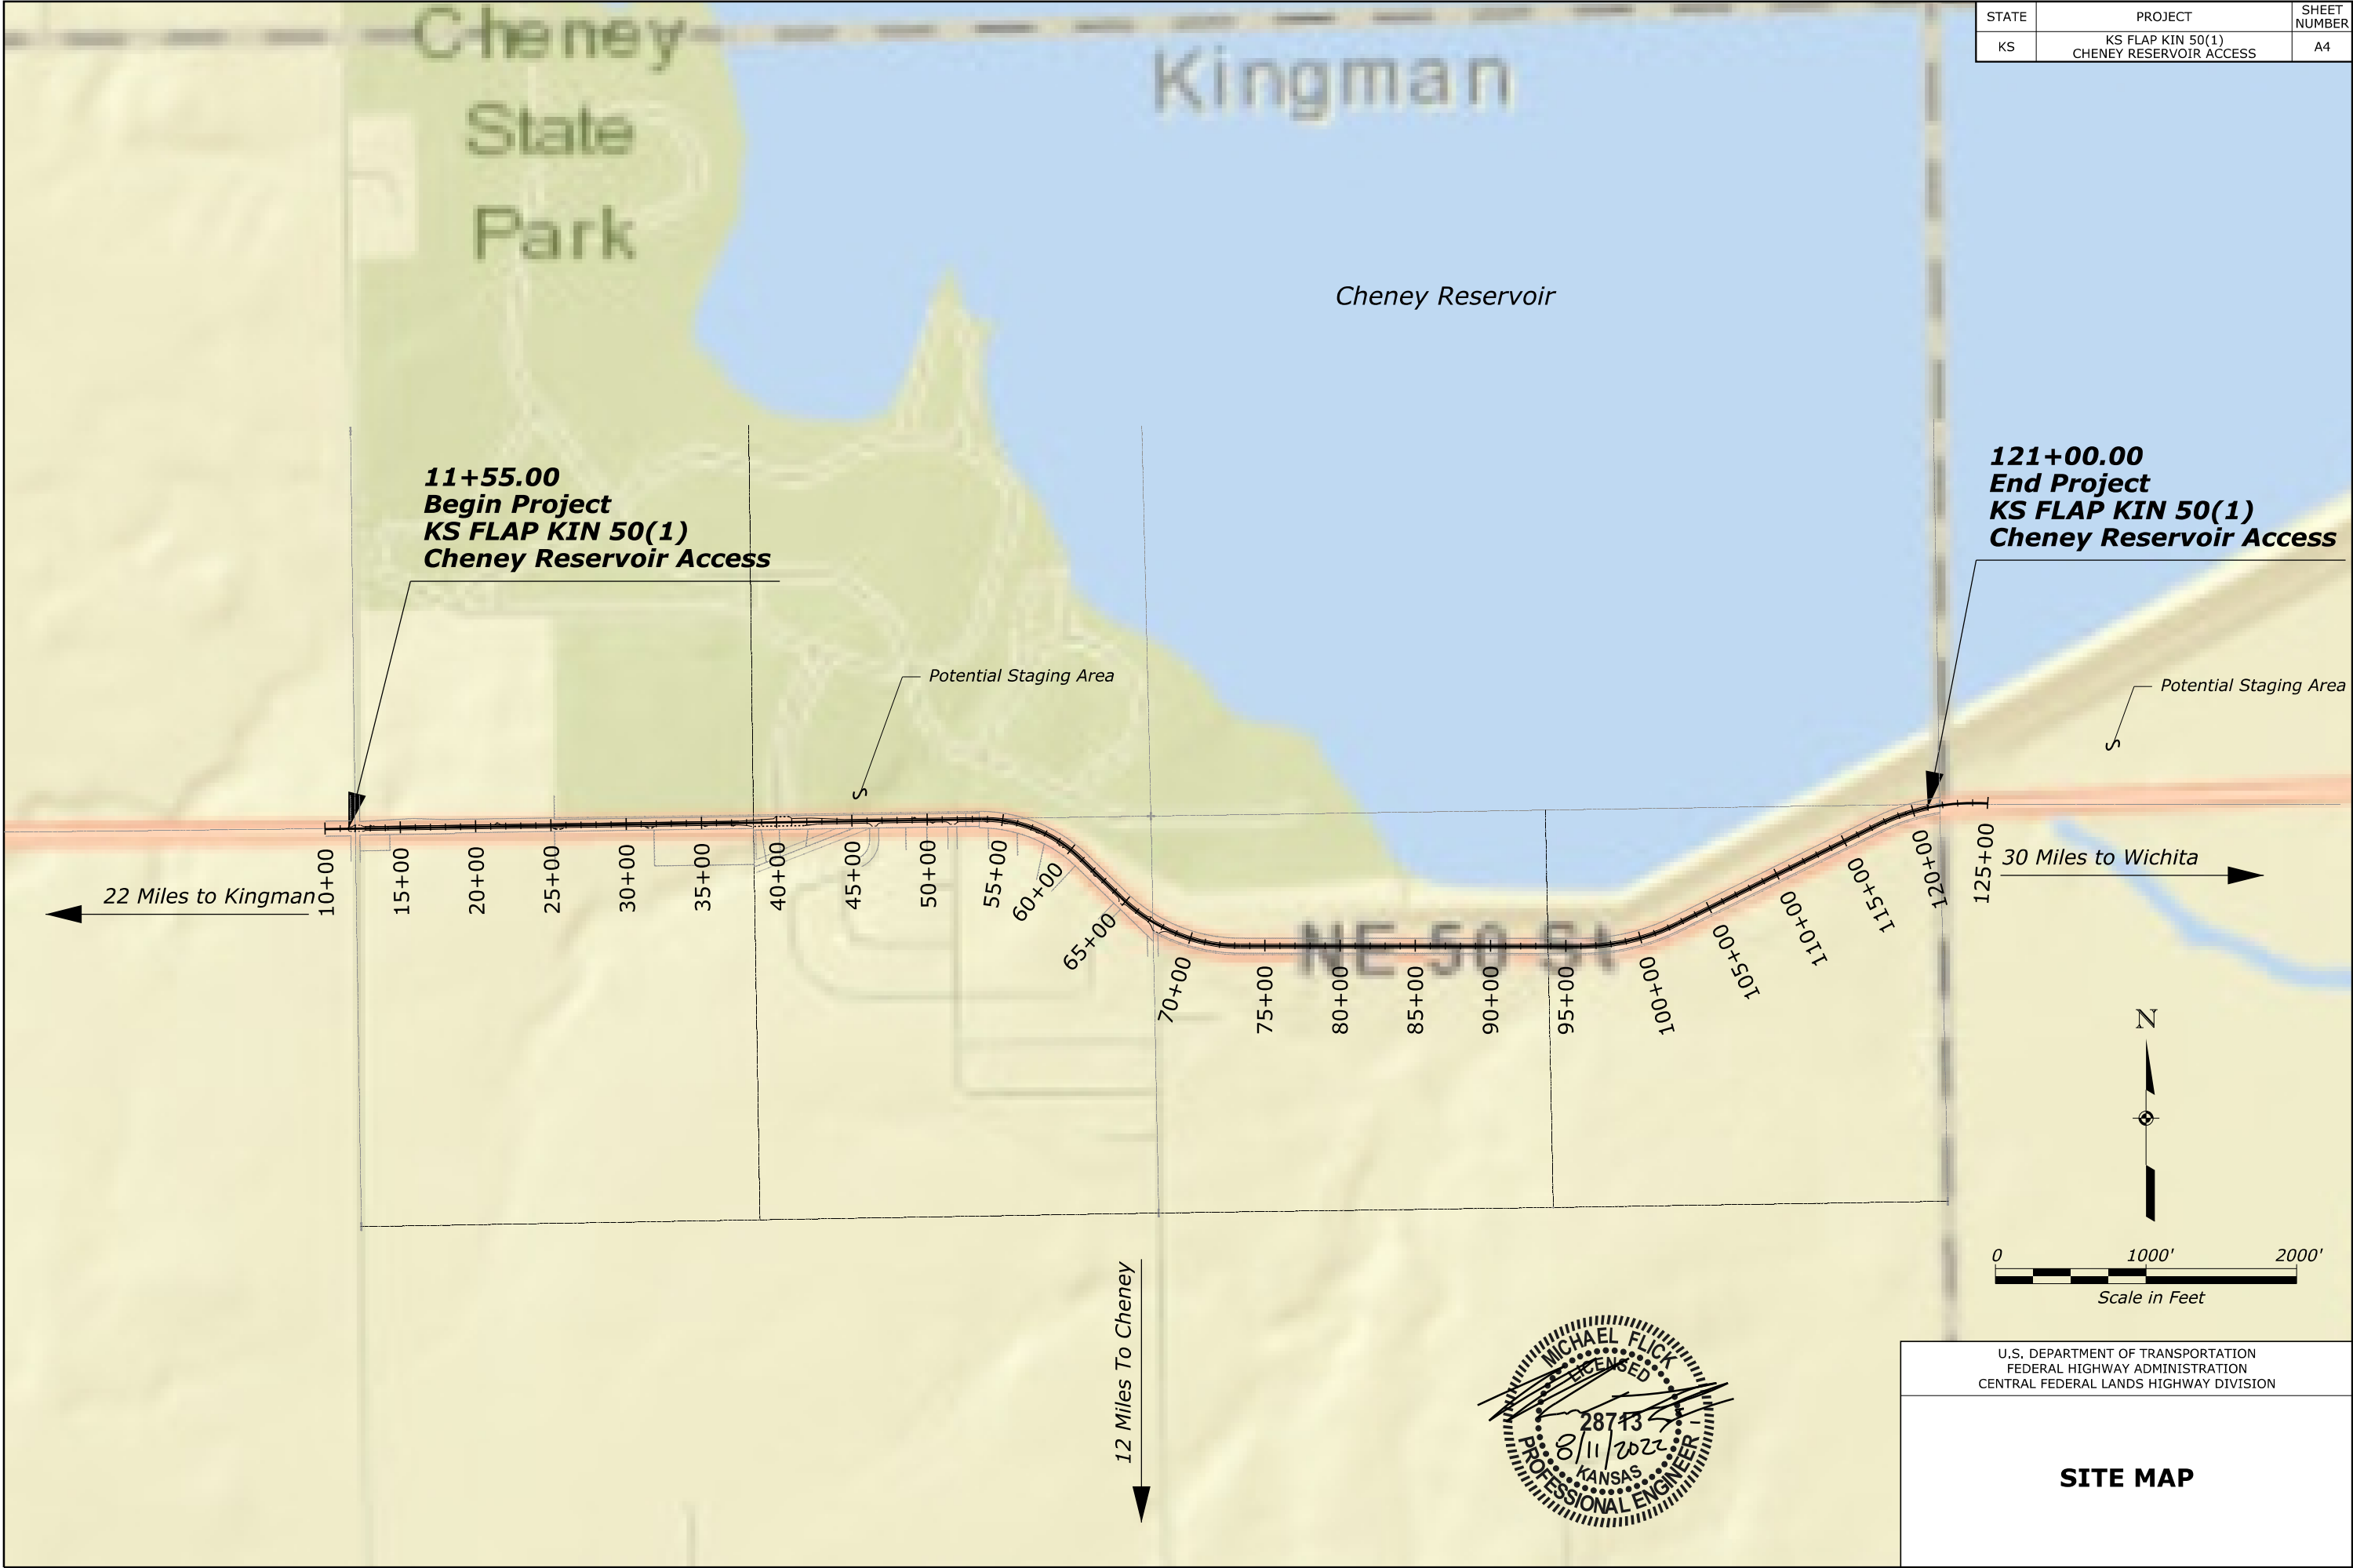 STATE PROJECT SHEET NUMBER
KS KS FLAP KIN 50(1) CHENEY RESERVOIR ACCESS A4
Cheney
State
Park
Kingman
Cheney Reservoir
11+55.00
Begin Project
KS FLAP KIN 50(1)
Cheney Reservoir Access
121+00.00
End Project
KS FLAP KIN 50(1)
Cheney Reservoir Access
Potential Staging Area
Potential Staging Area
22 Miles to Kingman
10+00
15+00
20+00
25+00
30+00
35+00
40+00
45+00
50+00
55+00
60+00
65+00
70+00
75+00
80+00
85+00
90+00
95+00
100+00
105+00
110+00
115+00
120+00
125+00
30 Miles to Wichita
NE 50 St
12 Miles To Cheney
N
0 1000' 2000'
Scale in Feet
MICHAEL FLICK
LICENSED
28713
8/11/2022
KANSAS
PROFESSIONAL ENGINEER
U.S. DEPARTMENT OF TRANSPORTATION
FEDERAL HIGHWAY ADMINISTRATION
CENTRAL FEDERAL LANDS HIGHWAY DIVISION
SITE MAP